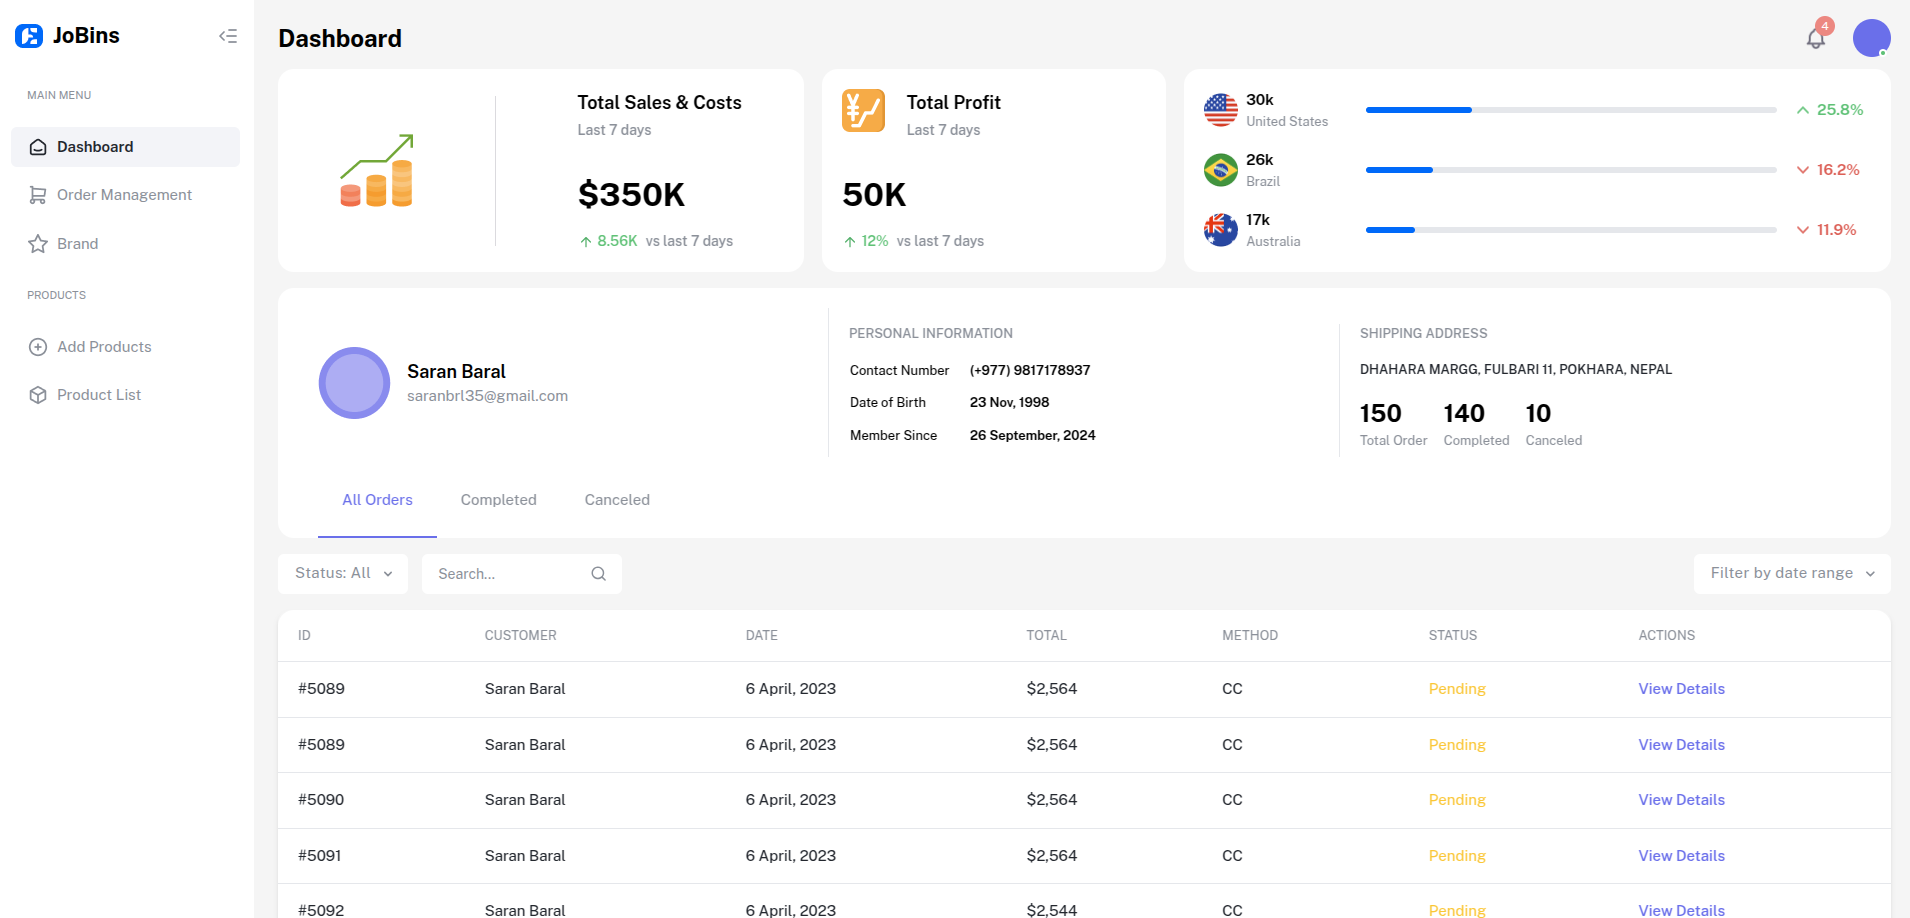 JoBins
MAIN MENU
Dashboard
Order Management
Brand
PRODUCTS
Add Products
Product List
Dashboard
4
Total Sales & Costs
Last 7 days
$350K
8.56K vs last 7 days
Total Profit
Last 7 days
50K
12% vs last 7 days
30k
United States
25.8%
26k
Brazil
16.2%
17k
Australia
11.9%
Saran Baral
saranbrl35@gmail.com
PERSONAL INFORMATION
Contact Number (+977) 9817178937
Date of Birth 23 Nov, 1998
Member Since 26 September, 2024
SHIPPING ADDRESS
DHAHARA MARGG, FULBARI 11, POKHARA, NEPAL
150 140 10
Total Order Completed Canceled
All Orders Completed Canceled
Status: All Search... Filter by date range
ID CUSTOMER DATE TOTAL METHOD STATUS ACTIONS
#5089 Saran Baral 6 April, 2023 $2,564 CC Pending View Details
#5089 Saran Baral 6 April, 2023 $2,564 CC Pending View Details
#5090 Saran Baral 6 April, 2023 $2,564 CC Pending View Details
#5091 Saran Baral 6 April, 2023 $2,564 CC Pending View Details
#5092 Saran Baral 6 April, 2023 $2,544 CC Pending View Details